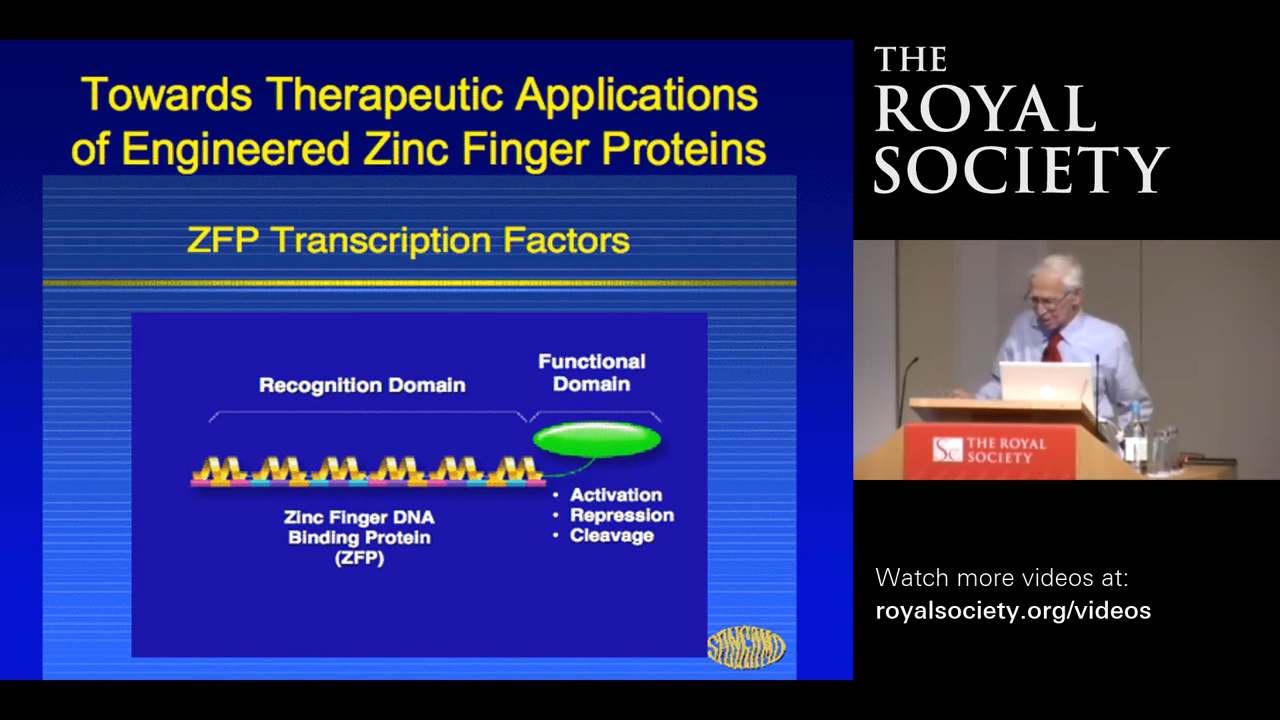 Towards Therapeutic Applications
of Engineered Zinc Finger Proteins
ZFP Transcription Factors
Recognition Domain
Functional
Domain
Zinc Finger DNA
Binding Protein
(ZFP)
• Activation
• Repression
• Cleavage
SANGAMO
THE
ROYAL
SOCIETY
THE ROYAL
SOCIETY
Watch more videos at:
royalsociety.org/videos